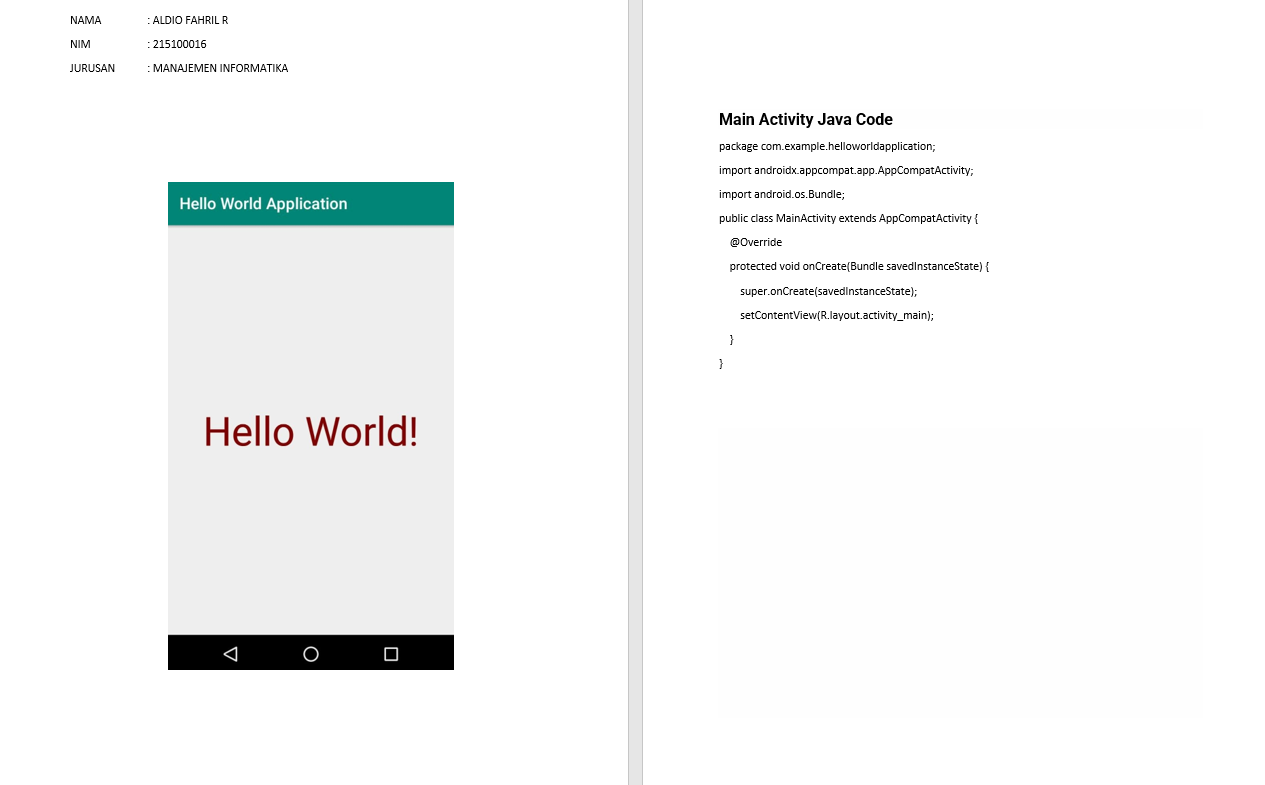 NAMA : ALDIO FAHRIL R
NIM : 215100016
JURUSAN : MANAJEMEN INFORMATIKA
Hello World Application
Hello World!
Main Activity Java Code
package com.example.helloworldapplication;
import androidx.appcompat.app.AppCompatActivity;
import android.os.Bundle;
public class MainActivity extends AppCompatActivity {
@Override
protected void onCreate(Bundle savedInstanceState) {
super.onCreate(savedInstanceState);
setContentView(R.layout.activity_main);
}
}